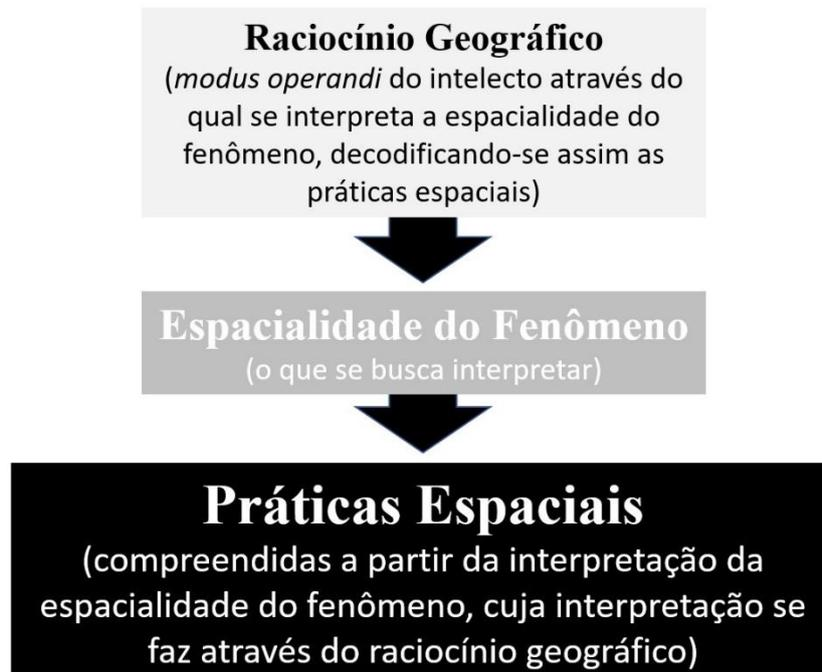 Raciocínio Geográfico
(modus operandi do intelecto através do
qual se interpreta a espacialidade do
fenômeno, decodificando-se assim as
práticas espaciais)
Espacialidade do Fenômeno
(o que se busca interpretar)
Práticas Espaciais
(compreendidas a partir da interpretação da
espacialidade do fenômeno, cuja interpretação se
faz através do raciocínio geográfico)